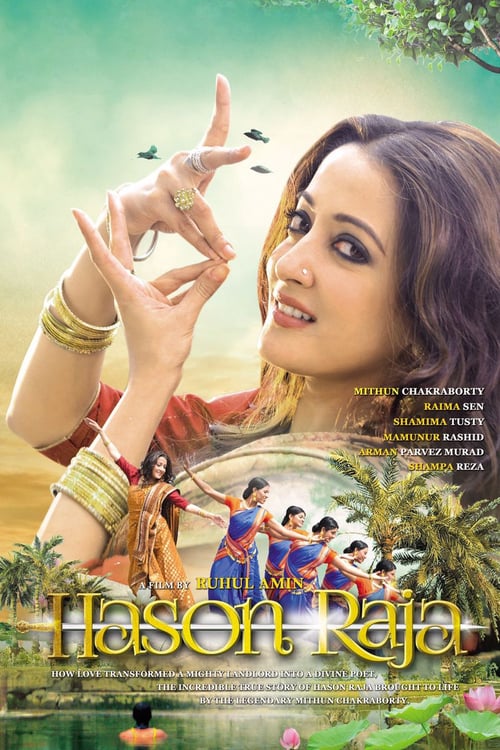 MITHUN CHAKRABORTY
RAIMA SEN
SHAMIMA TUSTY
MAMUNUR RASHID
ARMAN PARVEZ MURAD
SHAMPA REZA
A FILM BY RUHUL AMIN
Hason Raja
HOW LOVE TRANSFORMED A MIGHTY LANDLORD INTO A DIVINE POET,
THE INCREDIBLE TRUE STORY OF HASON RAJA BROUGHT TO LIFE
BY THE LEGENDARY MITHUN CHAKRABORTY.